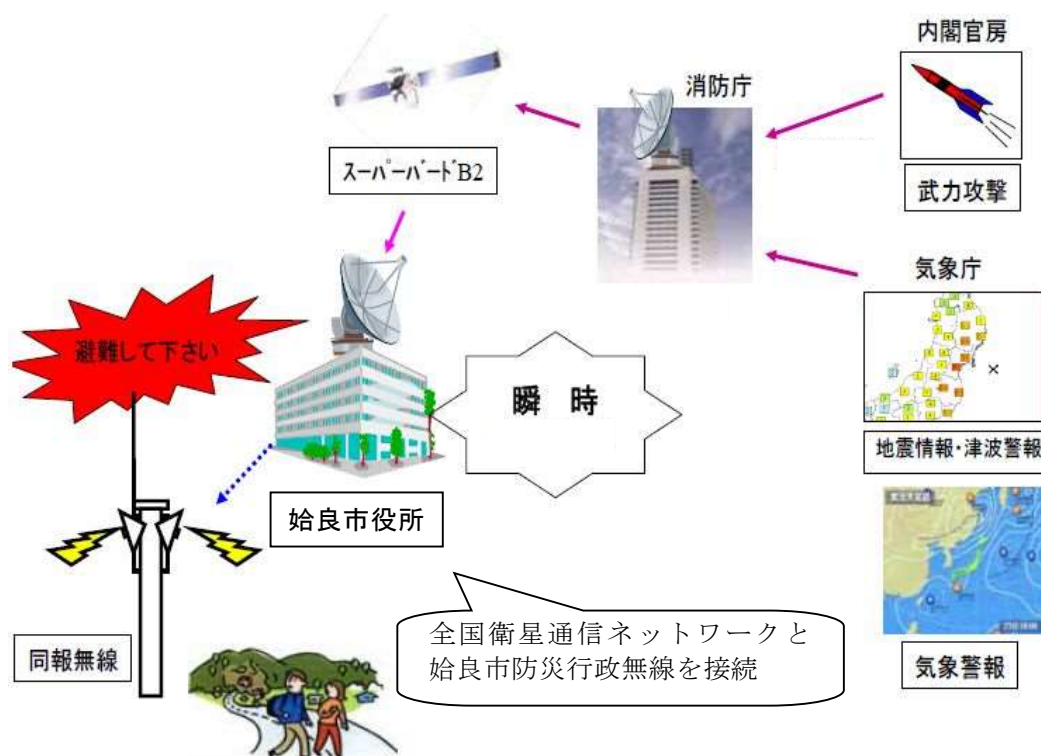 内閣官房
消防庁
武力攻撃
スーパーバードB2
気象庁
避難して下さい
瞬 時
地震情報・津波警報
姶良市役所
全国衛星通信ネットワークと
姶良市防災行政無線を接続
同報無線
気象警報